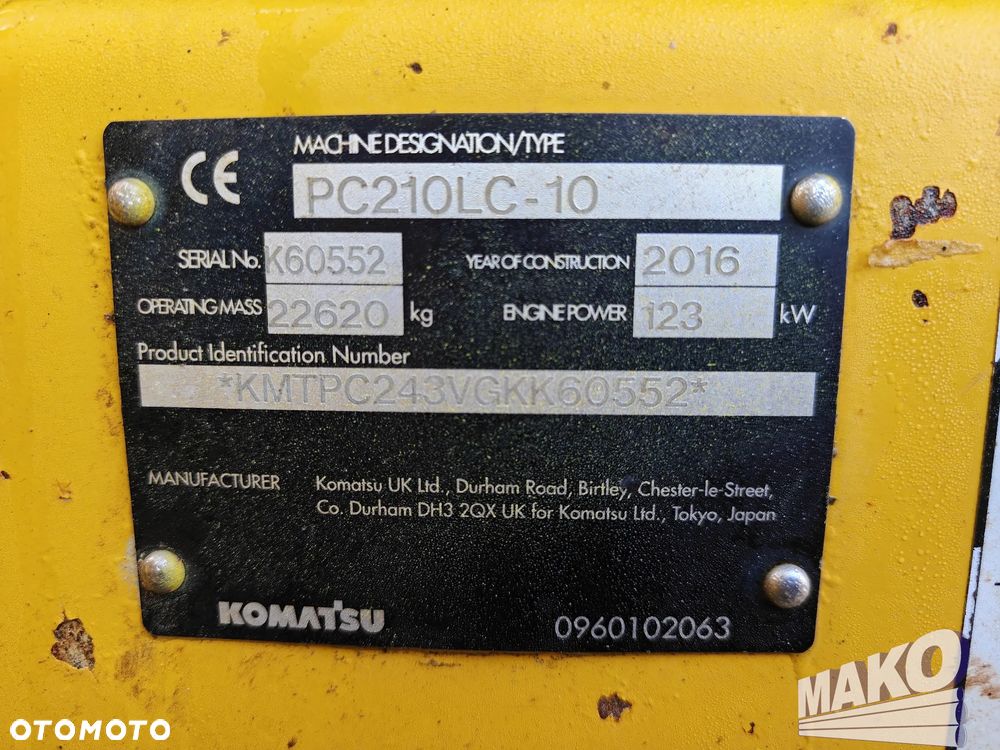 CE
MACHINE DESIGNATION/TYPE
PC210LC-10
SERIAL No. K60552 YEAR OF CONSTRUCTION 2016
OPERATING MASS 22620 kg ENGINE POWER 123 kW
Product Identification Number
*KMTPC243VGKK60552*
MANUFACTURER Komatsu UK Ltd., Durham Road, Birtley, Chester-le-Street,
Co. Durham DH3 2QX UK for Komatsu Ltd., Tokyo, Japan
KOMATSU 0960102063
MAKO
OTOMOTO